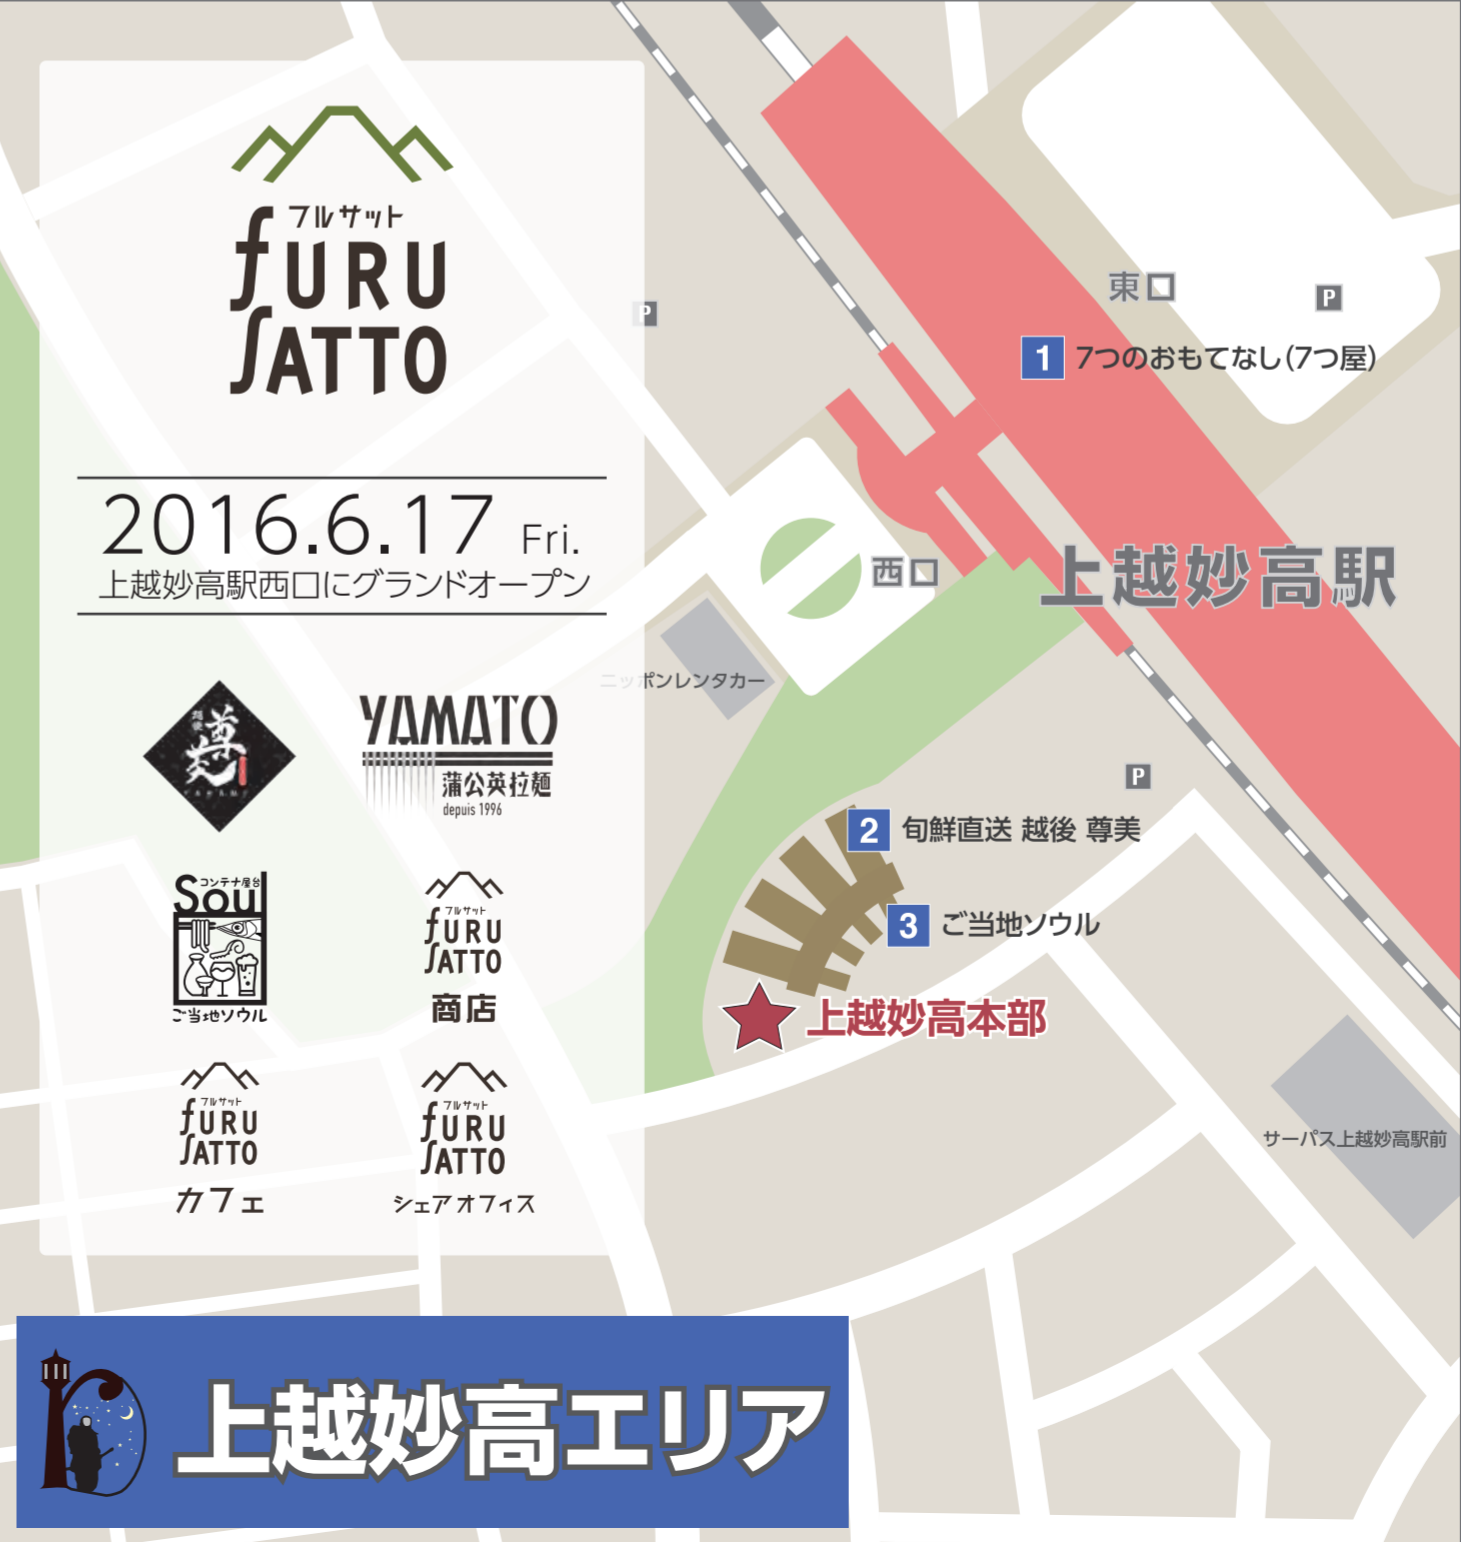 フルサット
fURU
SATTO
2016.6.17 Fri.
上越妙高駅西口にグランドオープン
越後
尊美
YAMATO
蒲公英拉麺
depuis 1996
コンテナ屋台
Soul
ご当地ソウル
フルサット
fURU
SATTO
商店
フルサット
fURU
SATTO
カフェ
フルサット
fURU
SATTO
シェアオフィス
P
東口
P
1 7つのおもてなし(7つ屋)
西口
上越妙高駅
ニッポンレンタカー
P
2 旬鮮直送 越後 尊美
3 ご当地ソウル
上越妙高本部
サーパス上越妙高駅前
上越妙高エリア